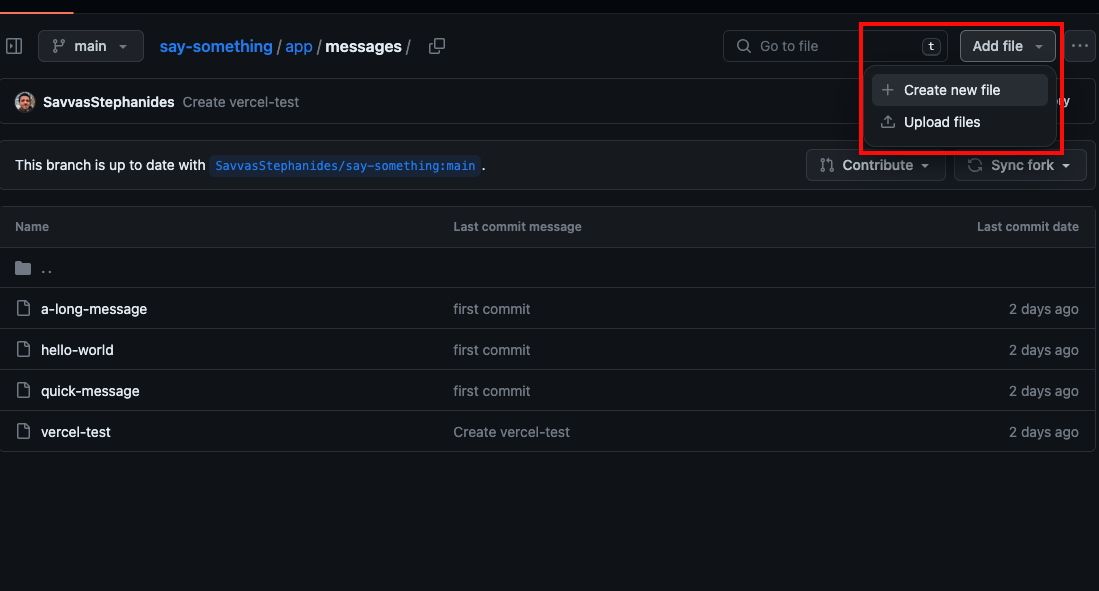 main
say-something / app / messages /
Go to file
t
Add file
Create new file
Upload files
SavvasStephanides Create vercel-test
This branch is up to date with SavvasStephanides/say-something:main .
Contribute
Sync fork
Name Last commit message Last commit date
..
a-long-message first commit 2 days ago
hello-world first commit 2 days ago
quick-message first commit 2 days ago
vercel-test Create vercel-test 2 days ago